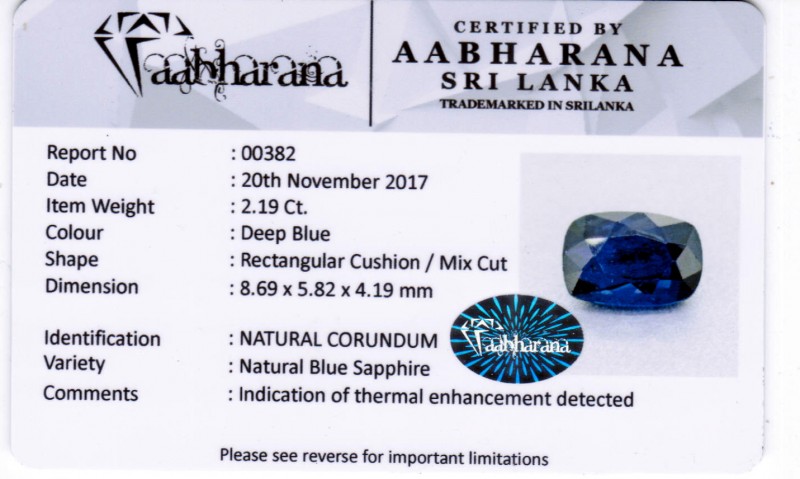 aabharana
CERTIFIED BY
AABHARANA
SRI LANKA
TRADEMARKED IN SRILANKA
Report No : 00382
Date : 20th November 2017
Item Weight : 2.19 Ct.
Colour : Deep Blue
Shape : Rectangular Cushion / Mix Cut
Dimension : 8.69 x 5.82 x 4.19 mm
Identification : NATURAL CORUNDUM
Variety : Natural Blue Sapphire
Comments : Indication of thermal enhancement detected
aabharana
Please see reverse for important limitations